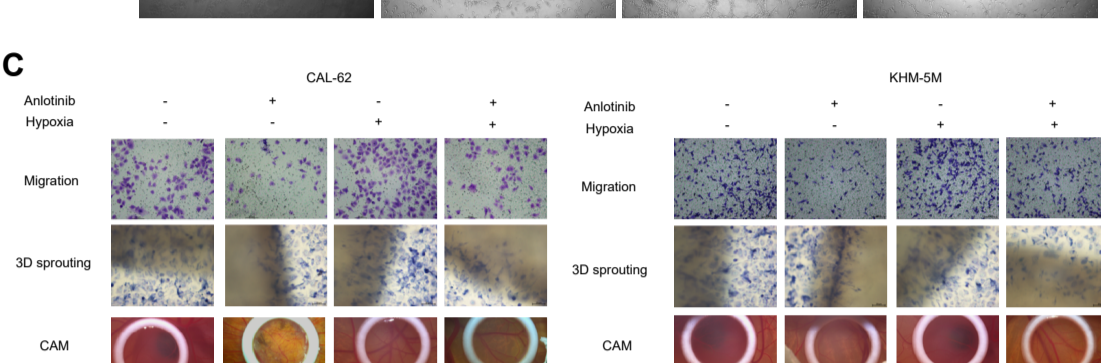 C
CAL-62
Anlotinib - + - +
Hypoxia - - + +
Migration
3D sprouting
CAM
KHM-5M
Anlotinib - + - +
Hypoxia - - + +
Migration
3D sprouting
CAM